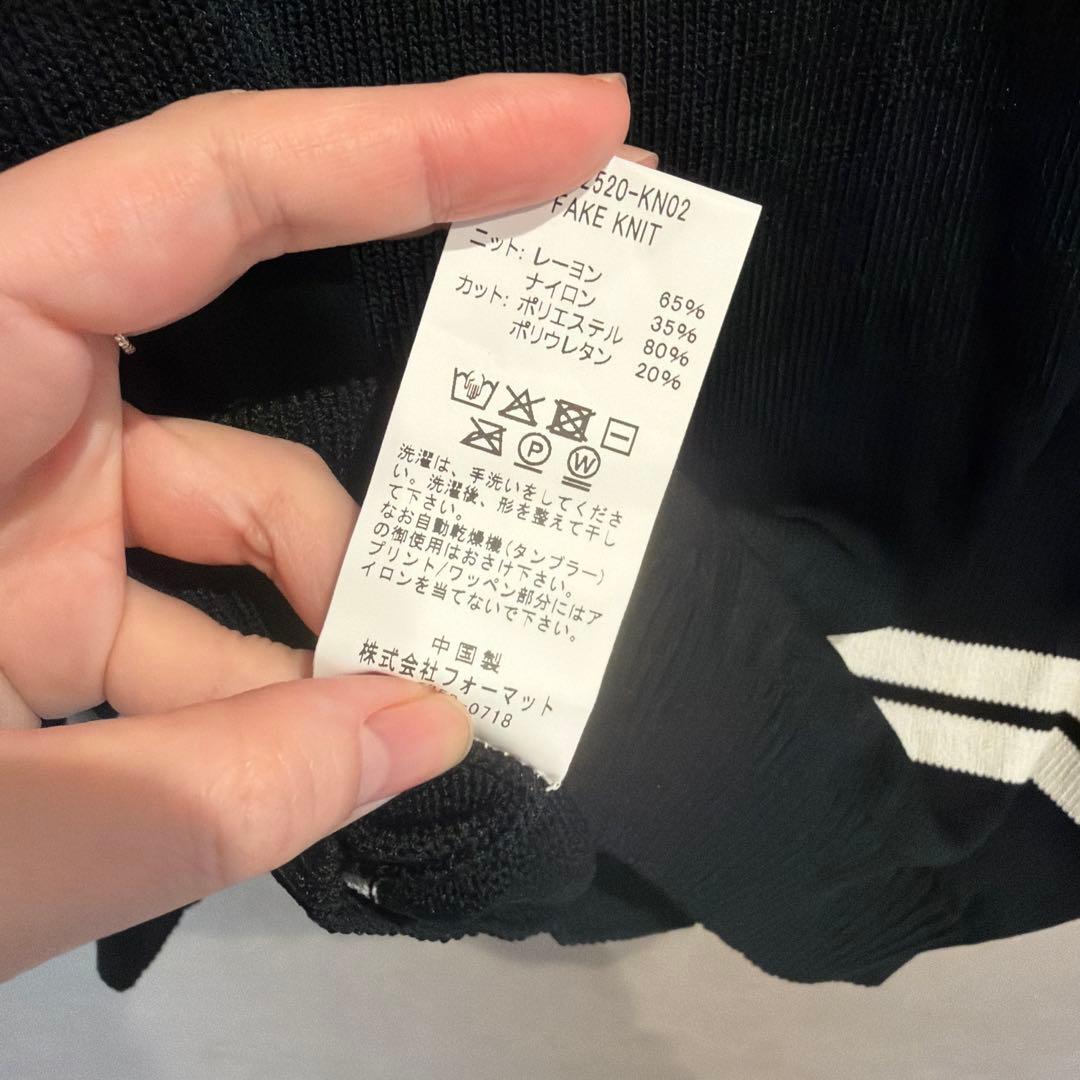 2520-KN02
FAKE KNIT
ニット: レーヨン 65%
ナイロン 35%
カット: ポリエステル 80%
ポリウレタン 20%
P W
洗濯は、手洗いをしてくださ
い。洗濯後、形を整えて干し
て下さい。
なお自動乾燥機(タンブラー)
の御使用はおさけ下さい。
プリント/ワッペン部分にはア
イロンを当てないで下さい。
中国製
株式会社フォーマット
-0718